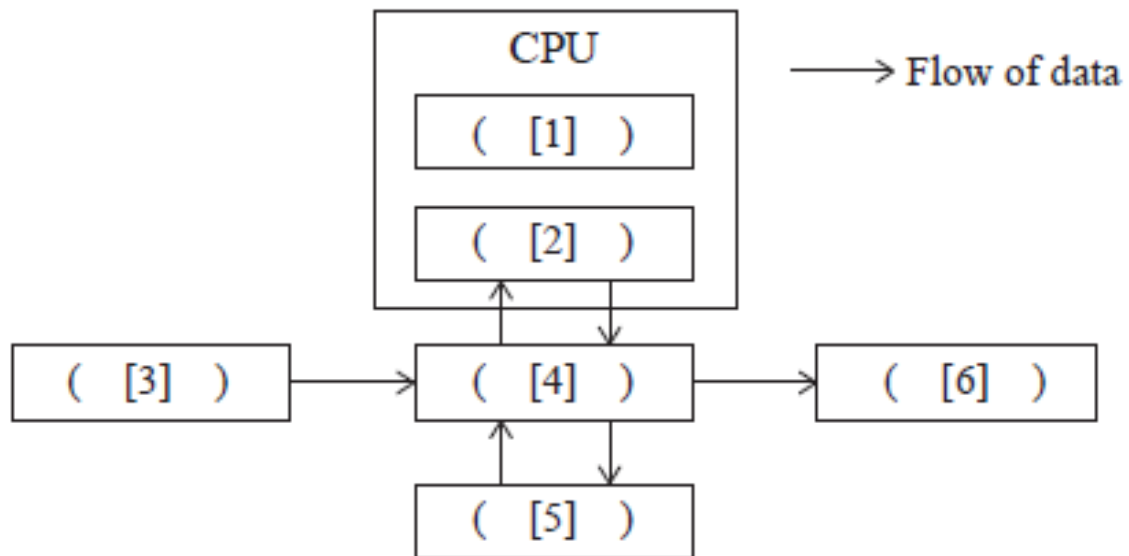 CPU
Flow of data
( [1] )
( [2] )
( [3] )
( [4] )
( [6] )
( [5] )